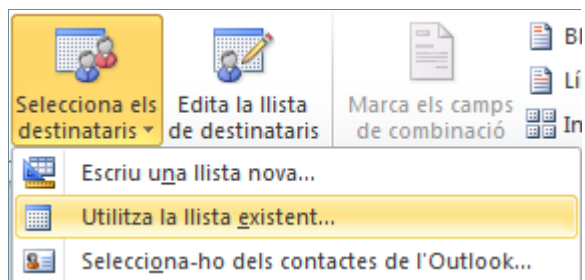 Selecciona els
destinataris
Edita la llista
de destinataris
Marca els camps
de combinació
Escriu una llista nova...
Utilitza la llista existent...
Selecciona-ho dels contactes de l'Outlook...